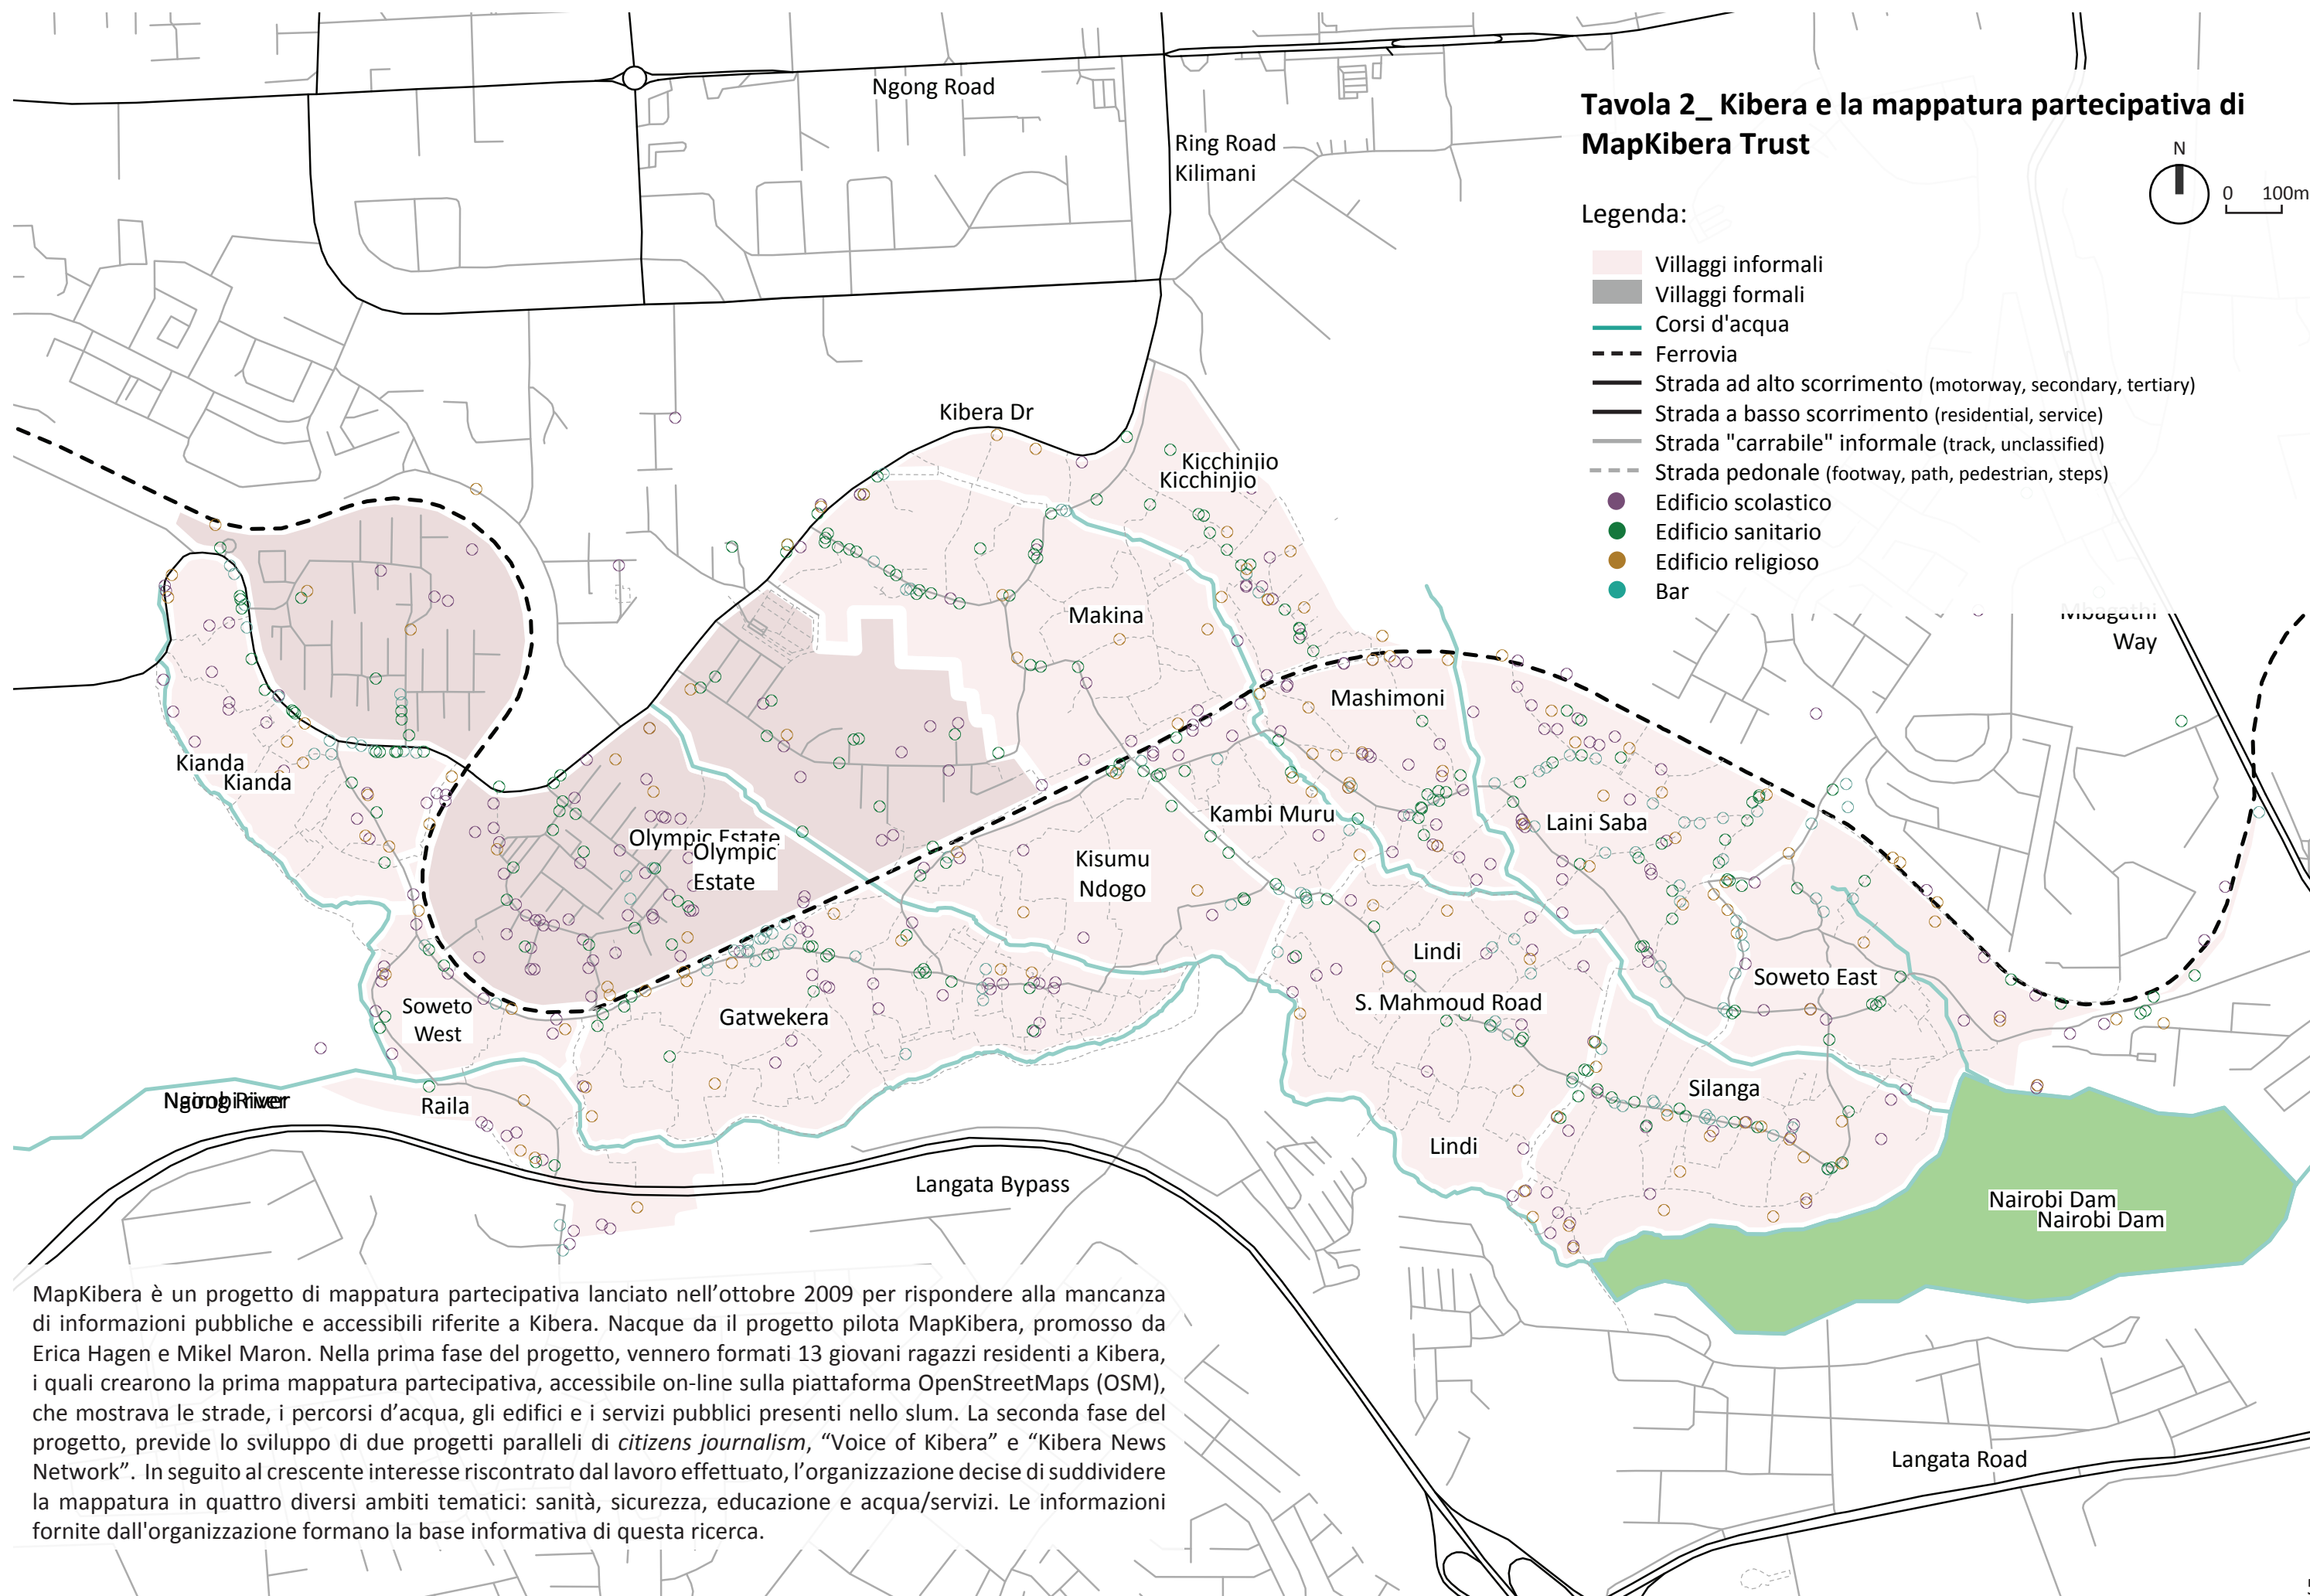 Ngong Road
Tavola 2_ Kibera e la mappatura partecipativa di
MapKibera Trust
Ring Road
Kilimani
N
0 100m
Legenda:
Villaggi informali
Villaggi formali
Corsi d'acqua
Ferrovia
Strada ad alto scorrimento (motorway, secondary, tertiary)
Strada a basso scorrimento (residential, service)
Strada "carrabile" informale (track, unclassified)
Strada pedonale (footway, path, pedestrian, steps)
Edificio scolastico
Edificio sanitario
Edificio religioso
Bar
Kibera Dr
Kicchinjio
Kicchinjio
Makina
Mbagathi
Way
Mashimoni
Kianda
Kianda
Kambi Muru
Laini Saba
Olympic Estate
Olympic
Estate
Kisumu
Ndogo
Lindi
Soweto East
S. Mahmoud Road
Soweto
West
Gatwekera
Silanga
Nairobi River
Raila
Lindi
Langata Bypass
Nairobi Dam
Nairobi Dam
MapKibera è un progetto di mappatura partecipativa lanciato nell’ottobre 2009 per rispondere alla mancanza
di informazioni pubbliche e accessibili riferite a Kibera. Nacque da il progetto pilota MapKibera, promosso da
Erica Hagen e Mikel Maron. Nella prima fase del progetto, vennero formati 13 giovani ragazzi residenti a Kibera,
i quali crearono la prima mappatura partecipativa, accessibile on-line sulla piattaforma OpenStreetMaps (OSM),
che mostrava le strade, i percorsi d’acqua, gli edifici e i servizi pubblici presenti nello slum. La seconda fase del
progetto, previde lo sviluppo di due progetti paralleli di citizens journalism, “Voice of Kibera” e “Kibera News
Network”. In seguito al crescente interesse riscontrato dal lavoro effettuato, l’organizzazione decise di suddividere
la mappatura in quattro diversi ambiti tematici: sanità, sicurezza, educazione e acqua/servizi. Le informazioni
fornite dall'organizzazione formano la base informativa di questa ricerca.
Langata Road